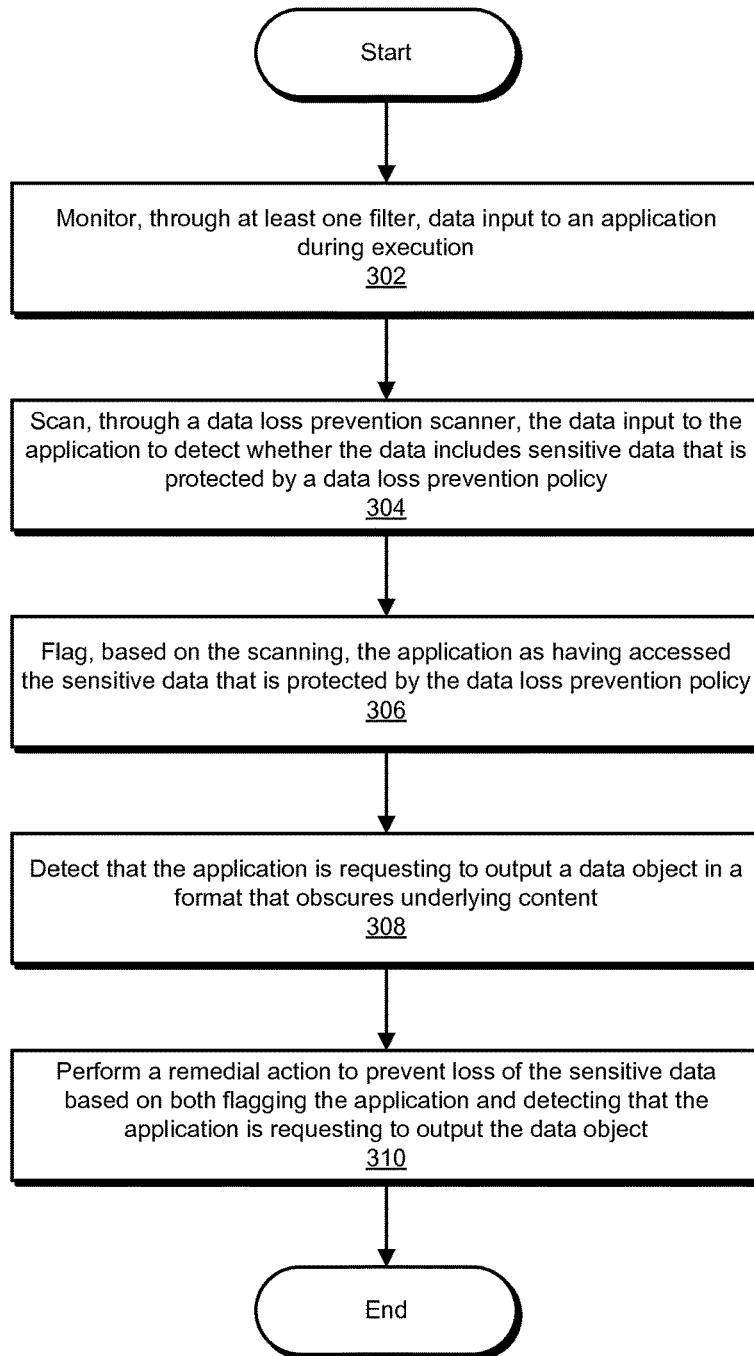 Start
Monitor, through at least one filter, data input to an application
during execution
302
Scan, through a data loss prevention scanner, the data input to the
application to detect whether the data includes sensitive data that is
protected by a data loss prevention policy
304
Flag, based on the scanning, the application as having accessed
the sensitive data that is protected by the data loss prevention policy
306
Detect that the application is requesting to output a data object in a
format that obscures underlying content
308
Perform a remedial action to prevent loss of the sensitive data
based on both flagging the application and detecting that the
application is requesting to output the data object
310
End